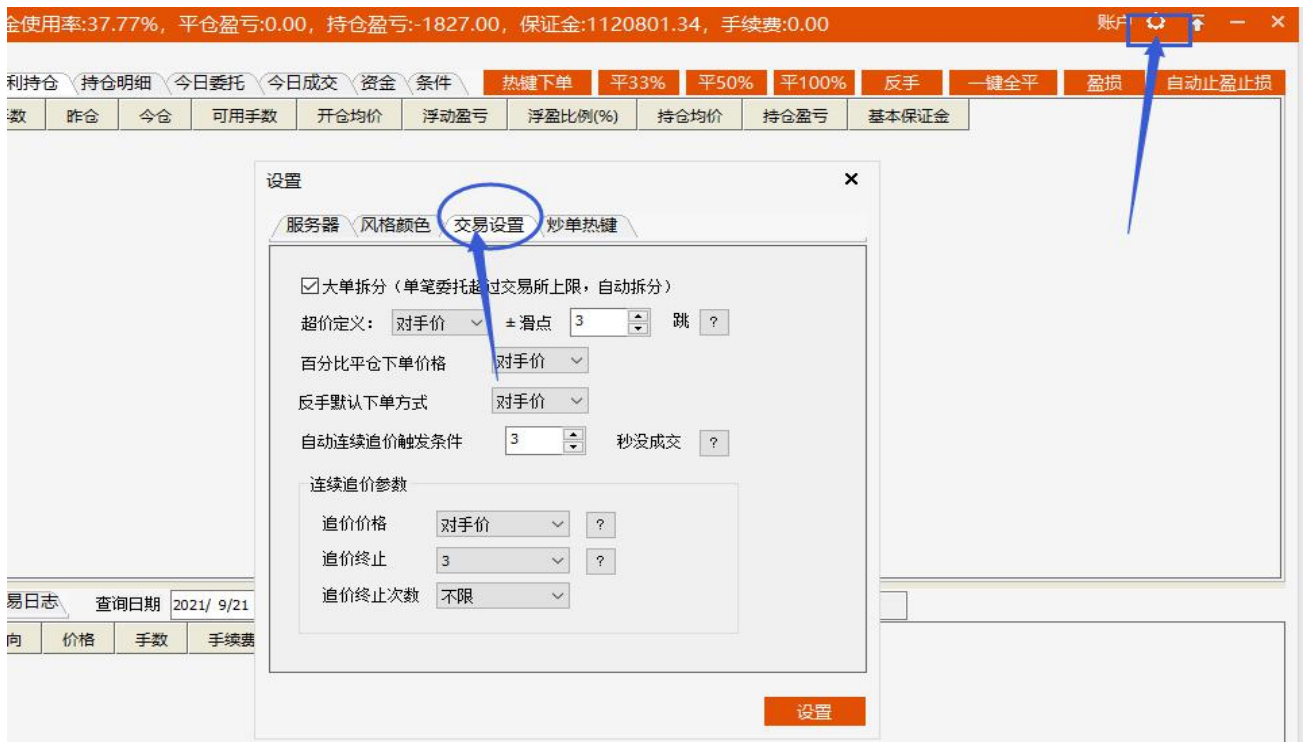 金使用率:37.77%, 平仓盈亏:0.00, 持仓盈亏:-1827.00, 保证金:1120801.34, 手续费:0.00 账户
利持仓 持仓明细 今日委托 今日成交 资金 条件 热键下单 平33% 平50% 平100% 反手 一键全平 盈损 自动止盈止损
数 昨仓 今仓 可用手数 开仓均价 浮动盈亏 浮盈比例(%) 持仓均价 持仓盈亏 基本保证金
设置
服务器 风格颜色 交易设置 炒单热键
大单拆分（单笔委托超过交易所上限，自动拆分）
超价定义： 对手价 ±滑点 3 跳 ?
百分比平仓下单价格 对手价
反手默认下单方式 对手价
自动连续追价触发条件 3 秒没成交 ?
连续追价参数
追价价格 对手价 ?
追价终止 3 ?
追价终止次数 不限
易日志 查询日期 2021/ 9/21
向 价格 手数 手续费
设置